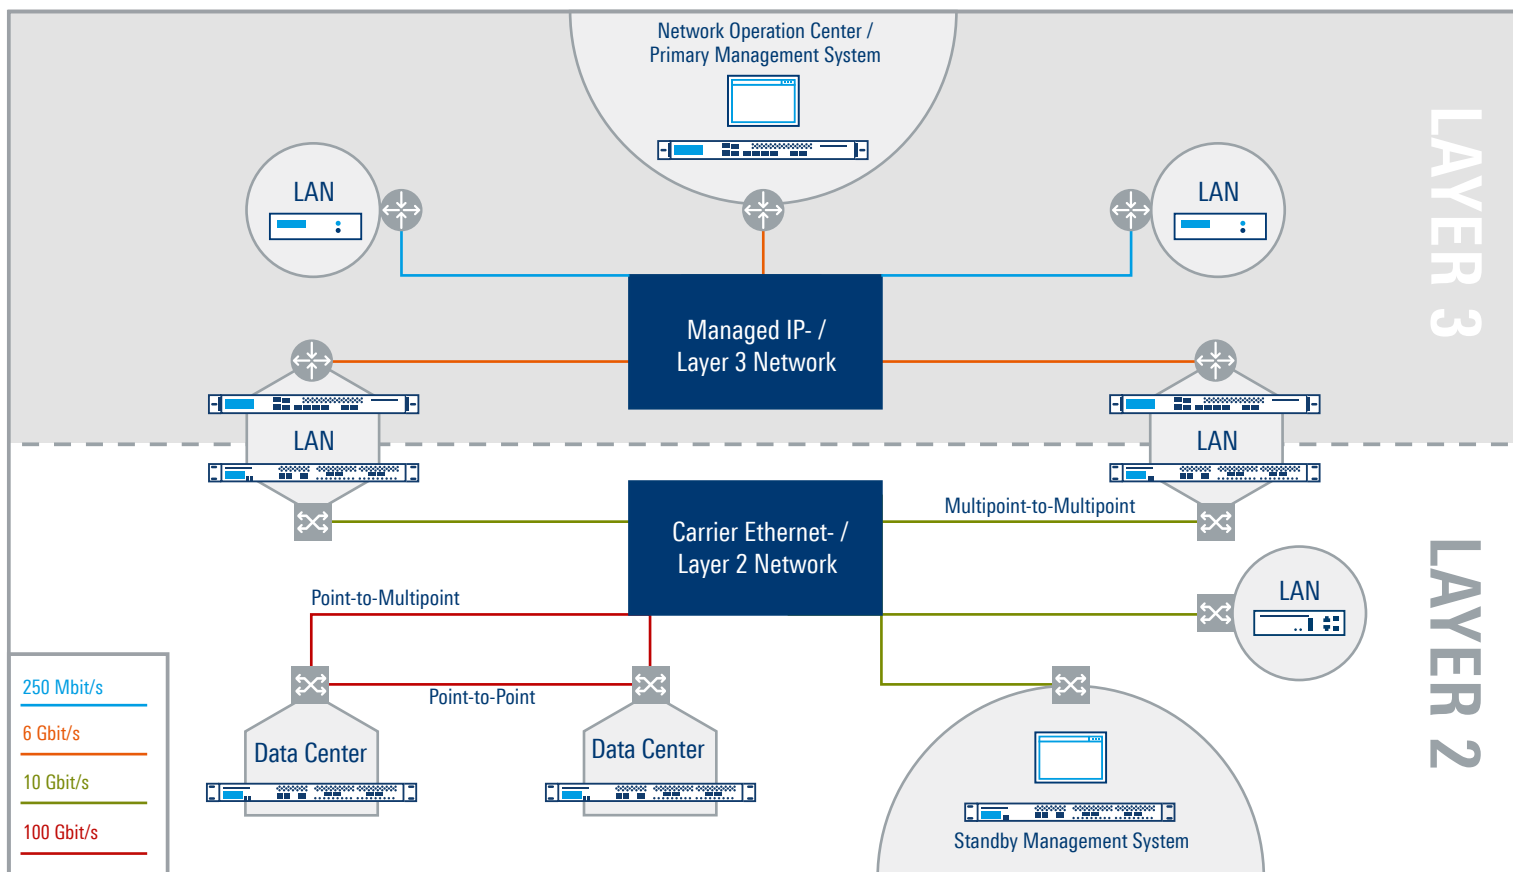 Network Operation Center /
Primary Management System
LAN
LAN
LAYER 3
Managed IP- /
Layer 3 Network
LAN
LAN
Multipoint-to-Multipoint
Carrier Ethernet- /
Layer 2 Network
LAN
LAYER 2
Point-to-Multipoint
Point-to-Point
Data Center
Data Center
Standby Management System
250 Mbit/s
6 Gbit/s
10 Gbit/s
100 Gbit/s